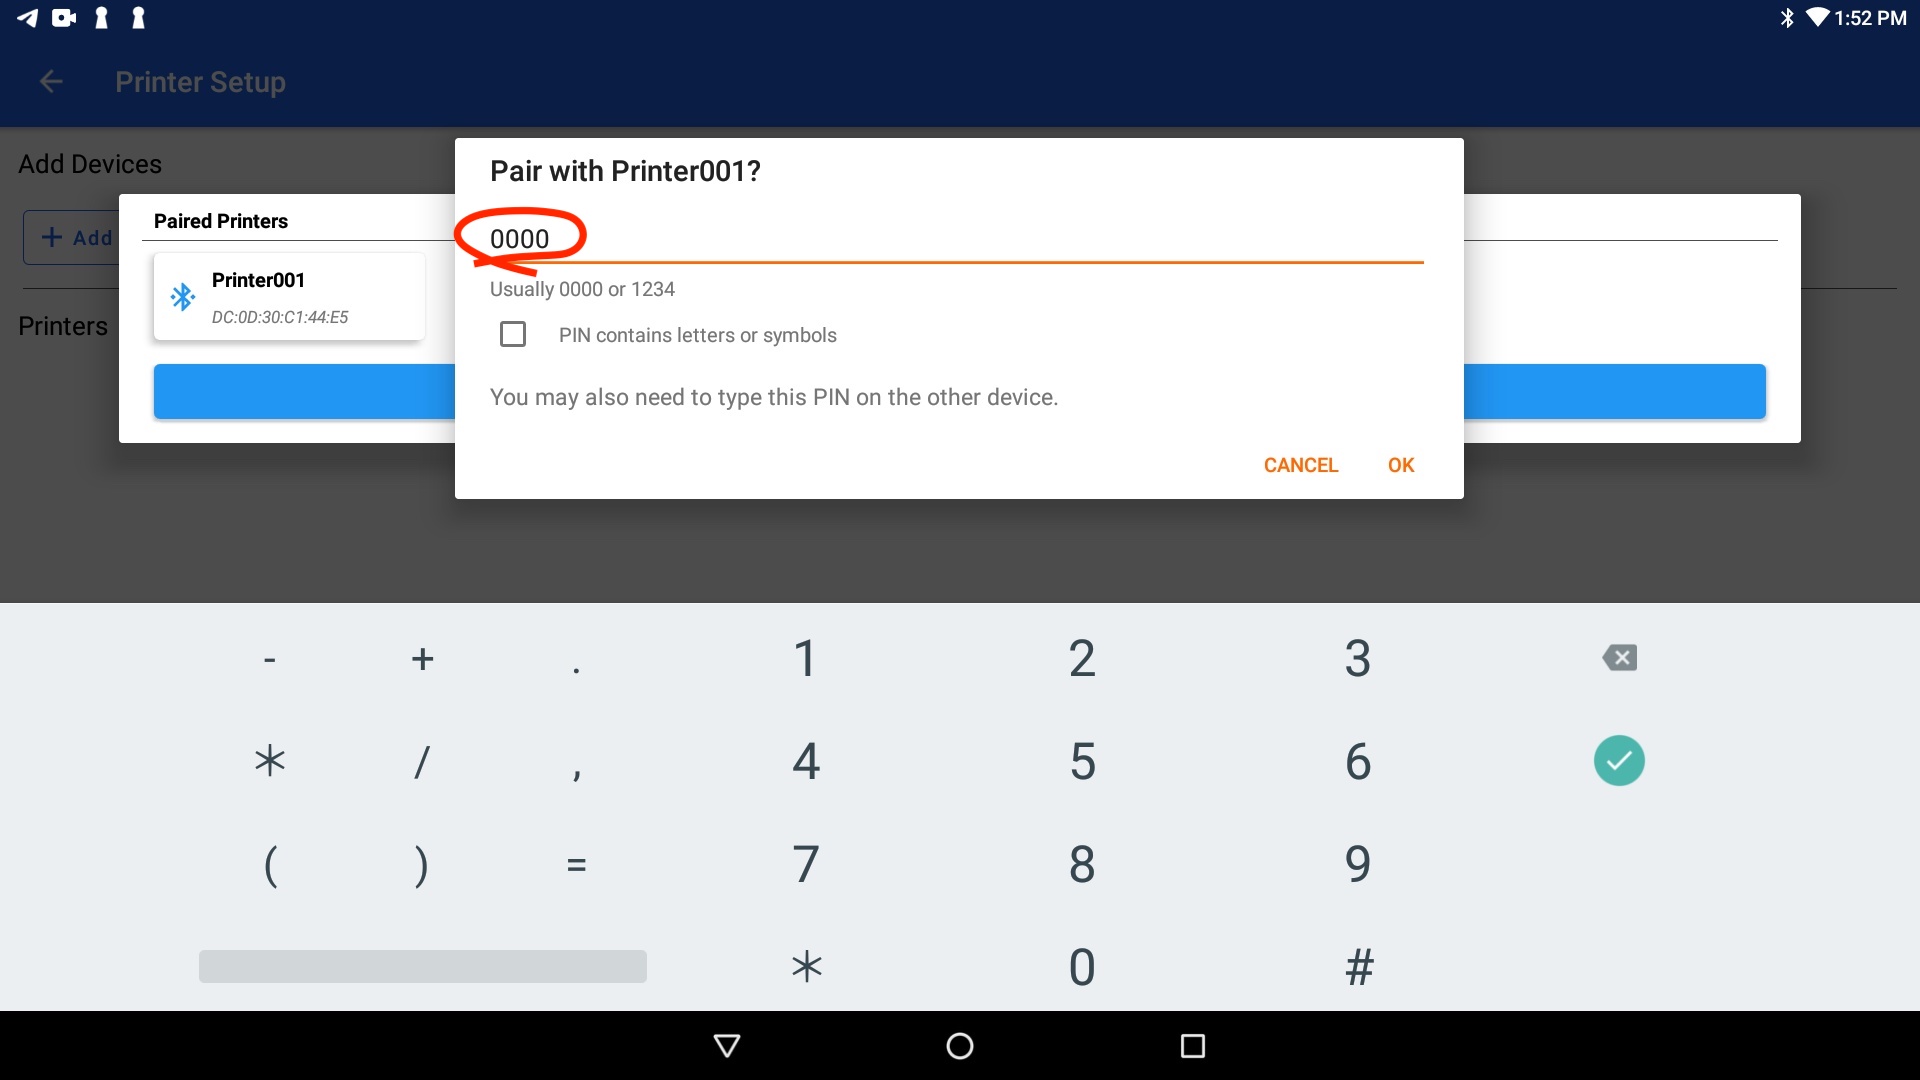 1:52 PM
Printer Setup
Add Devices
+ Add
Paired Printers
Printer001
DC:0D:30:C1:44:E5
Printers
Pair with Printer001?
0000
Usually 0000 or 1234
PIN contains letters or symbols
You may also need to type this PIN on the other device.
CANCEL OK
- + . 1 2 3
* / , 4 5 6
( ) = 7 8 9
* 0 #